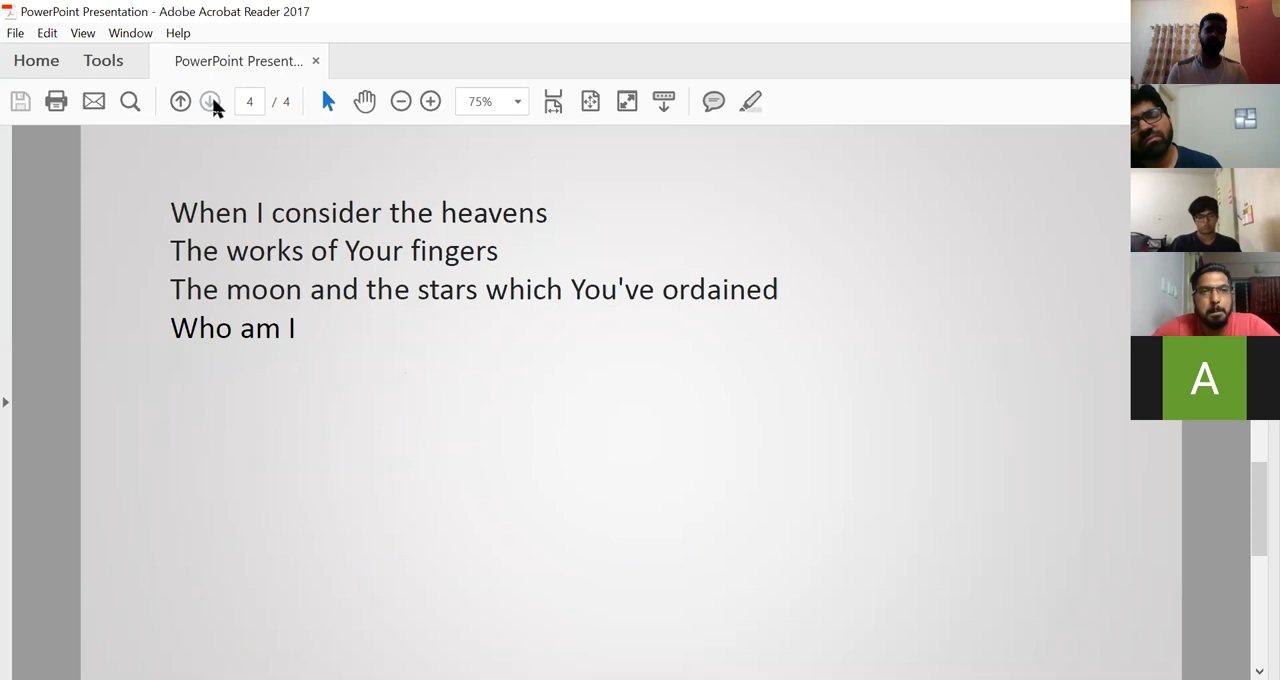 PowerPoint Presentation - Adobe Acrobat Reader 2017
File Edit View Window Help
Home Tools PowerPoint Present... ×
4 / 4 75%
When I consider the heavens
The works of Your fingers
The moon and the stars which You've ordained
Who am I
A